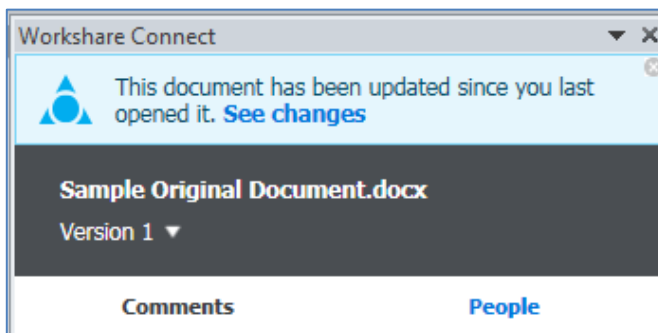 Workshare Connect
This document has been updated since you last
opened it. See changes
Sample Original Document.docx
Version 1
Comments People